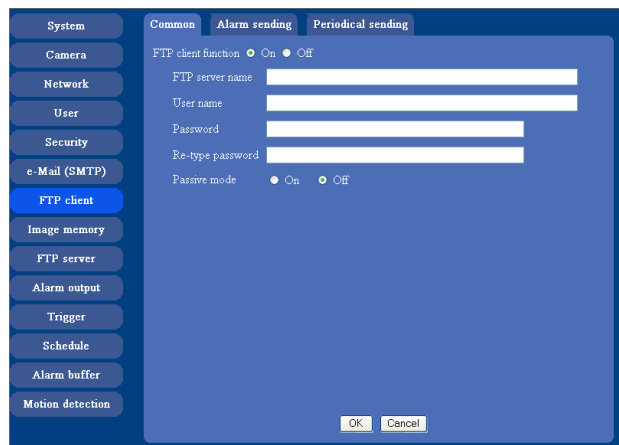 System
Camera
Network
User
Security
e-Mail (SMTP)
FTP client
Image memory
FTP server
Alarm output
Trigger
Schedule
Alarm buffer
Motion detection
Common Alarm sending Periodical sending
FTP client function On Off
FTP server name
User name
Password
Re-type password
Passive mode On Off
OK Cancel